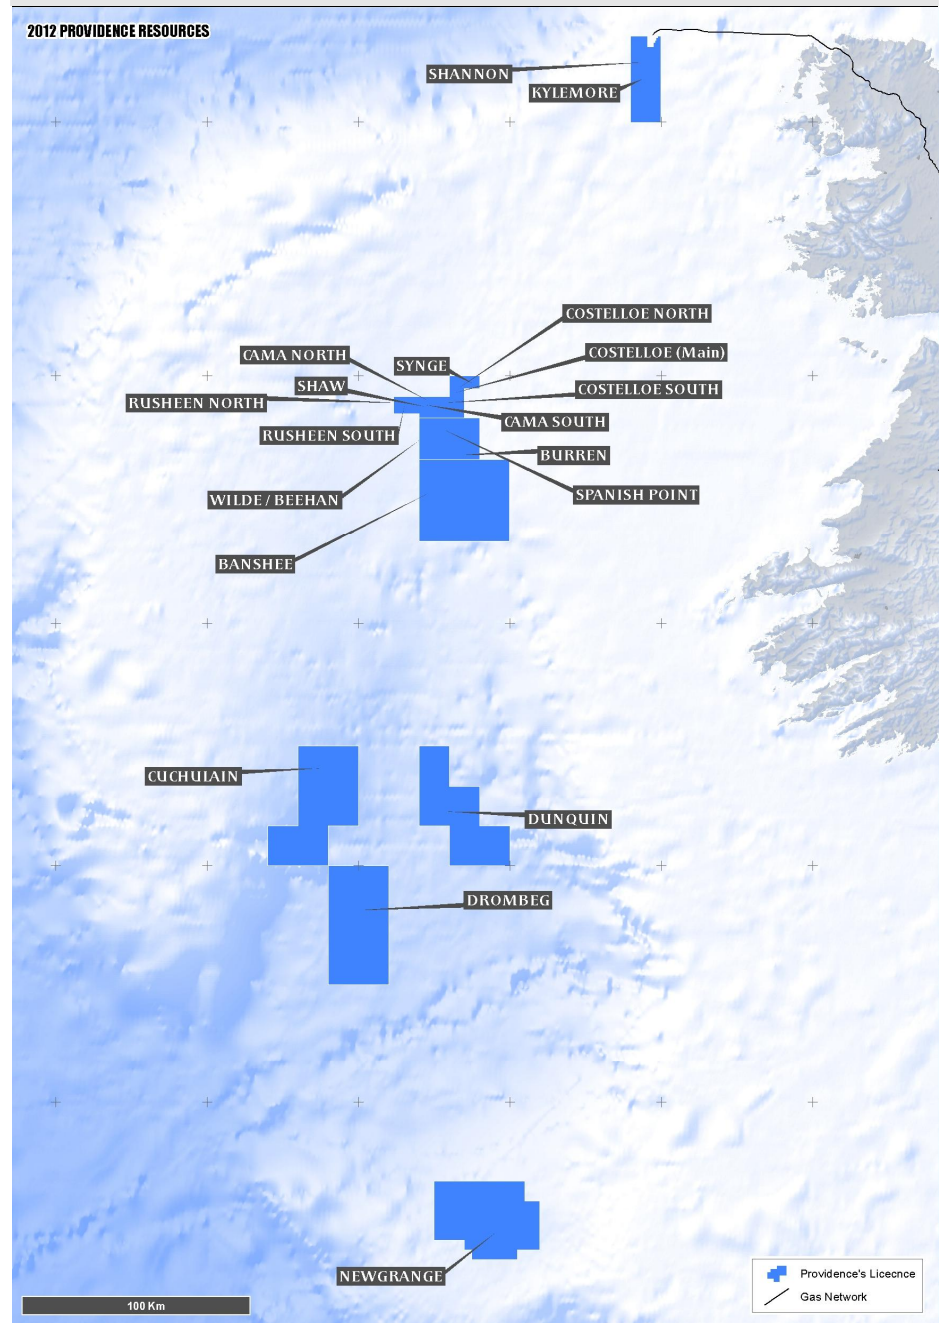 2012 PROVIDENCE RESOURCES
SHANNON
KYLEMORE
COSTELLOE NORTH
CAMA NORTH
COSTELLOE (Main)
SYNGE
SHAW
COSTELLOE SOUTH
RUSHEEN NORTH
CAMA SOUTH
RUSHEEN SOUTH
BURREN
WILDE / BEEHAN
SPANISH POINT
BANSHEE
CUCHULAIN
DUNQUIN
DROMBEG
NEWGRANGE
Providence's Licecnce
Gas Network
100 Km